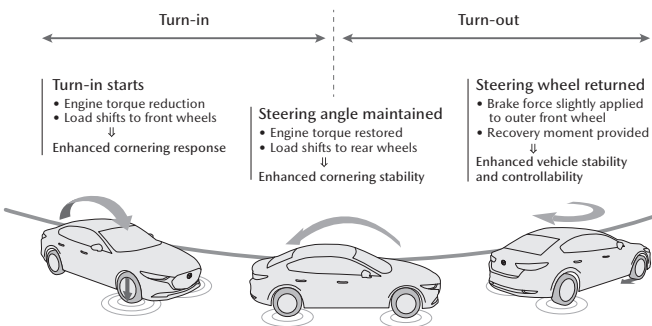 Turn-in
Turn-out
Turn-in starts
• Engine torque reduction
• Load shifts to front wheels
⇓
Enhanced cornering response
Steering angle maintained
• Engine torque restored
• Load shifts to rear wheels
⇓
Enhanced cornering stability
Steering wheel returned
• Brake force slightly applied
to outer front wheel
• Recovery moment provided
⇓
Enhanced vehicle stability
and controllability